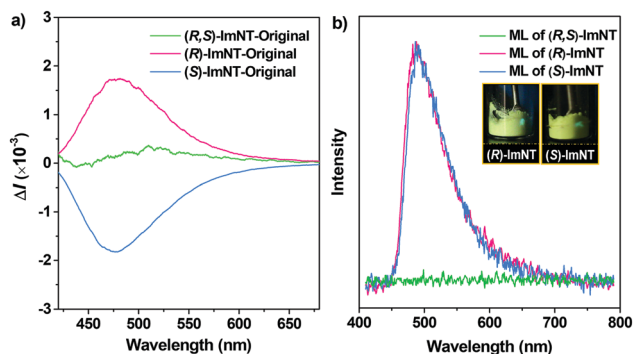 a)
(R,S)-ImNT-Original
(R)-ImNT-Original
(S)-ImNT-Original
ΔI (×10⁻³)
3
2
1
0
-1
-2
-3
450 500 550 600 650
Wavelength (nm)
b)
ML of (R,S)-ImNT
ML of (R)-ImNT
ML of (S)-ImNT
(R)-ImNT (S)-ImNT
Intensity
400 500 600 700 800
Wavelength (nm)